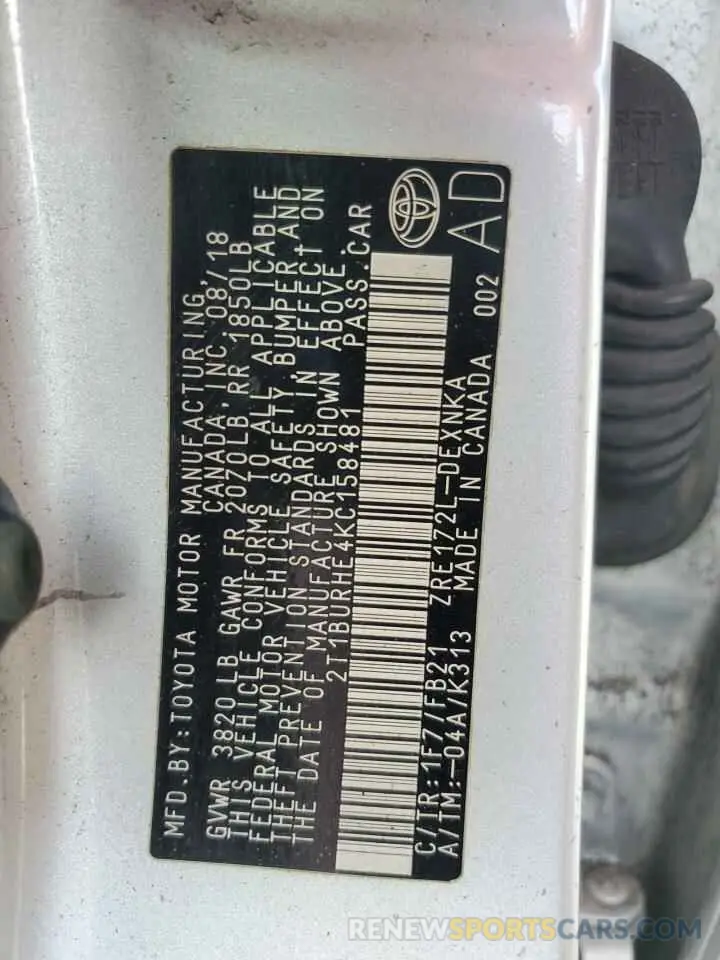 MFD.BY:TOYOTA MOTOR MANUFACTURING,
CANADA, INC. 08/18
GVWR 3820 LB GAWR FR 2070LB RR 1850LB
THIS VEHICLE CONFORMS TO ALL APPLICABLE
FEDERAL MOTOR VEHICLE SAFETY, BUMPER,AND
THEFT PREVENTION STANDARDS IN EFFECT ON
THE DATE OF MANUFACTURE SHOWN ABOVE.
2T1BURHE4KC158481 PASS.CAR
C/TR:1F7/FB21 ZRE172L-DEXNKA
A/TM:-04A/K313 MADE IN CANADA 002
AD
RENEWSPORTSCARS.COM